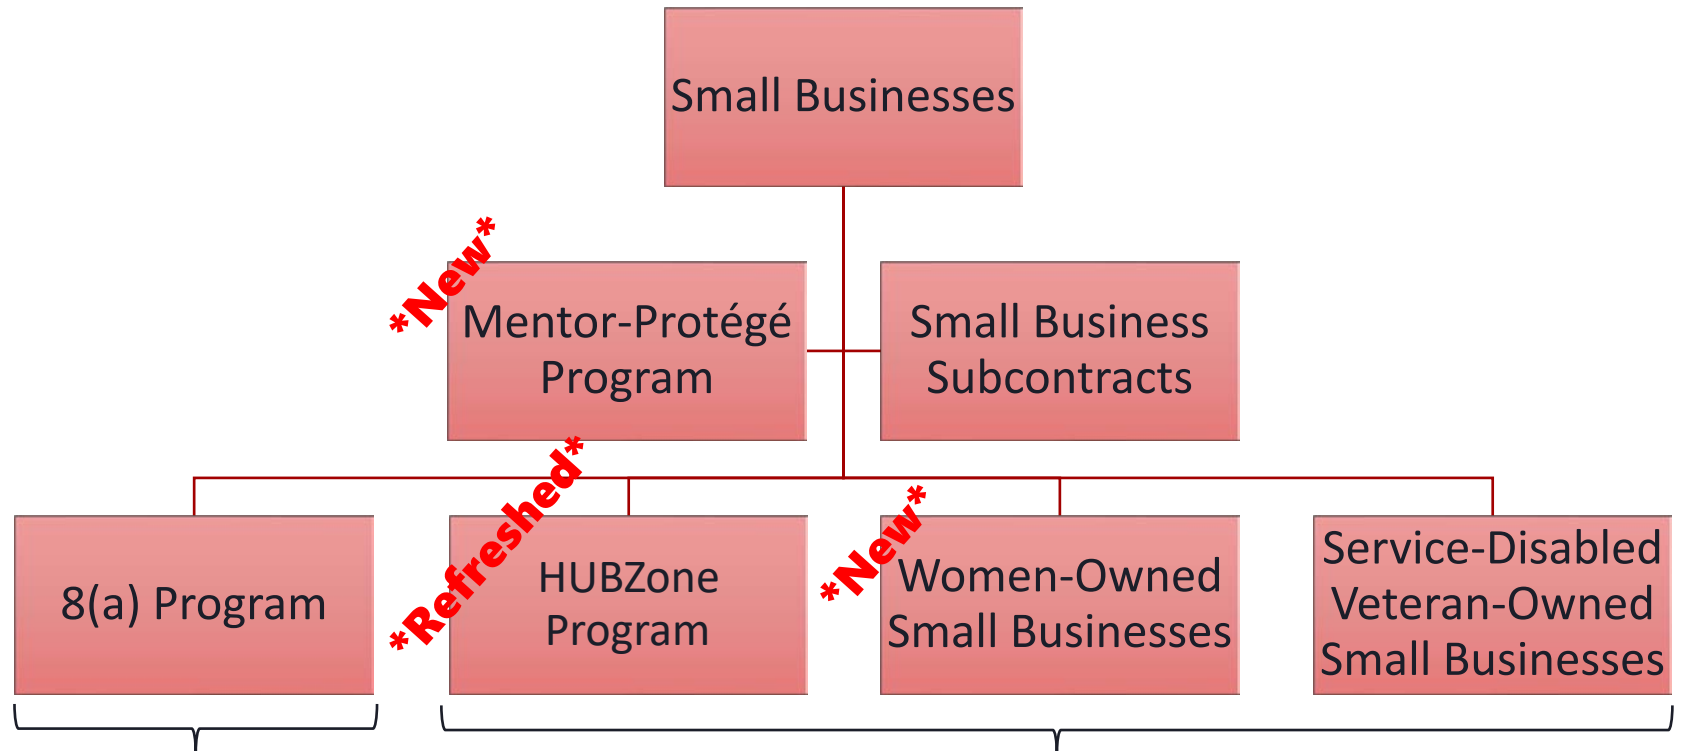 Small Businesses
*New*
Mentor-Protégé
Program
Small Business
Subcontracts
8(a) Program
*Refreshed*
HUBZone
Program
*New*
Women-Owned
Small Businesses
Service-Disabled
Veteran-Owned
Small Businesses